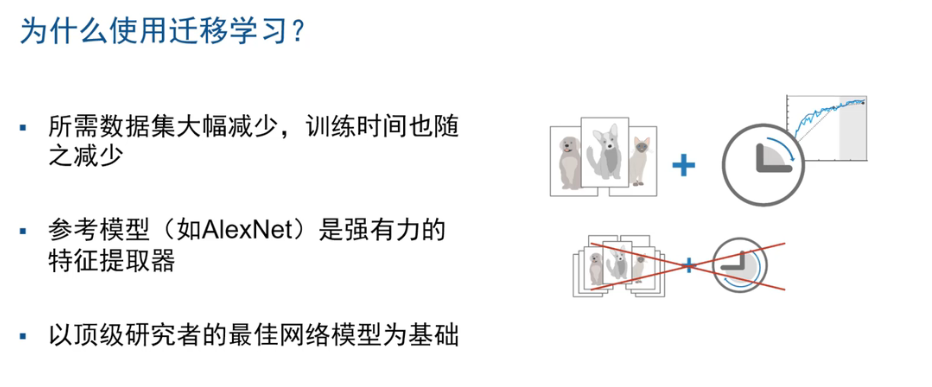 为什么使用迁移学习？
▪ 所需数据集大幅减少，训练时间也随
之减少
▪ 参考模型（如AlexNet）是强有力的
特征提取器
▪ 以顶级研究者的最佳网络模型为基础